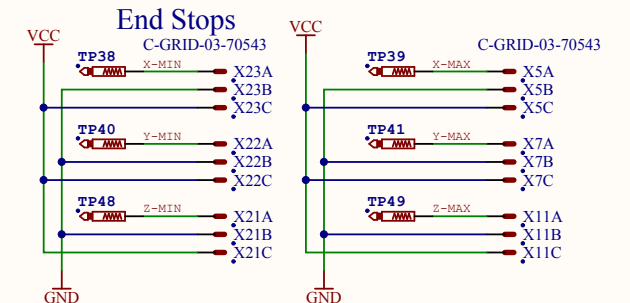 End Stops
VCC
C-GRID-03-70543
TP38
X-MIN
X23A
X23B
X23C
TP40
Y-MIN
X22A
X22B
X22C
TP48
Z-MIN
X21A
X21B
X21C
GND
VCC
C-GRID-03-70543
TP39
X-MAX
X5A
X5B
X5C
TP41
Y-MAX
X7A
X7B
X7C
TP49
Z-MAX
X11A
X11B
X11C
GND